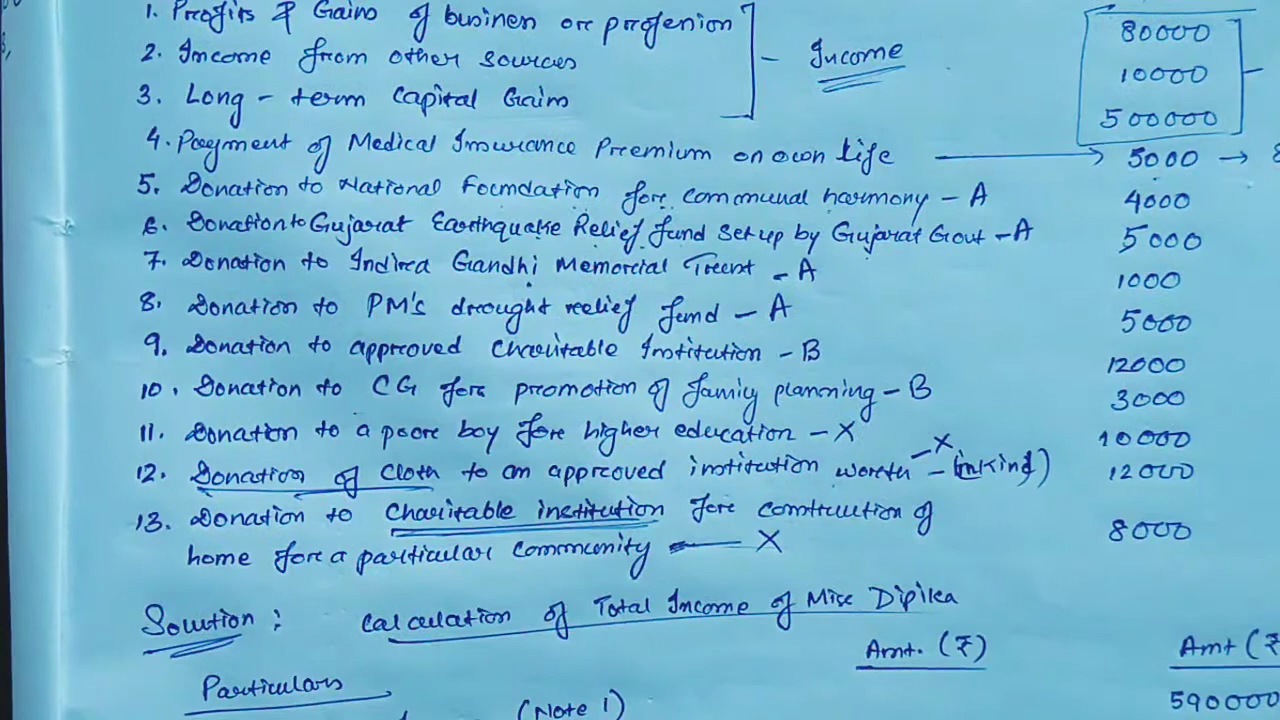 1. Profits & Gains of business or profession
80000
2. Income from other sources
Income
10000
3. Long-term Capital Gains
500000
4. Payment of Medical Insurance Premium on own life → 5000 →
5. Donation to National Foundation for communal harmony - A 4000
6. Donation to Gujarat Earthquake Relief fund set up by Gujarat Govt - A 5000
7. Donation to Indira Gandhi Memorial Trust - A 1000
8. Donation to PM's drought relief fund - A 5000
9. Donation to approved Charitable Institution - B 12000
10. Donation to CG for promotion of famiy planning - B 3000
11. Donation to a poor boy for higher education - X 10000
12. Donation of Cloth to an approved institution worth - X - (in kind) 12000
13. Donation to Charitable institution for construction of
home for a particular community — X 8000
Solution : Calculation of Total Income of Miss Dipika
Particulars Amt. (₹) Amt (₹
(Note 1) 590000